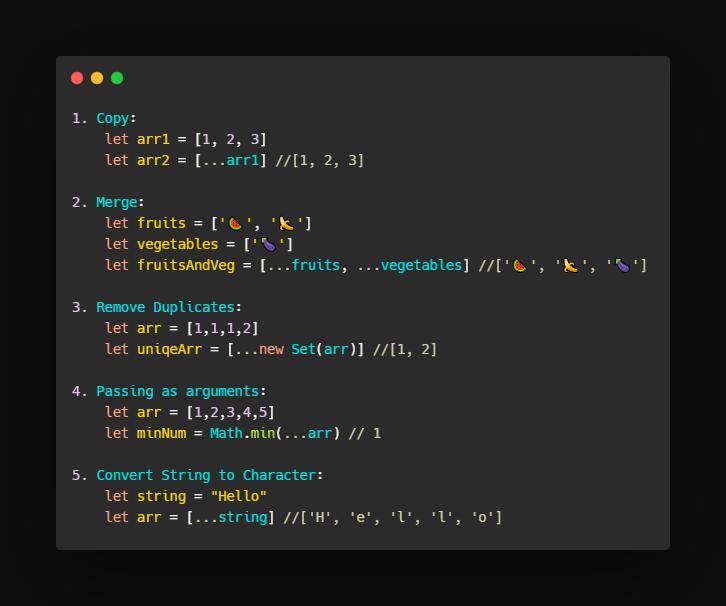 1. Copy:
let arr1 = [1, 2, 3]
let arr2 = [...arr1] //[1, 2, 3]
2. Merge:
let fruits = ['🍉', '🍌']
let vegetables = ['🍆']
let fruitsAndVeg = [...fruits, ...vegetables] //['🍉', '🍌', '🍆']
3. Remove Duplicates:
let arr = [1,1,1,2]
let uniqeArr = [...new Set(arr)] //[1, 2]
4. Passing as arguments:
let arr = [1,2,3,4,5]
let minNum = Math.min(...arr) // 1
5. Convert String to Character:
let string = "Hello"
let arr = [...string] //['H', 'e', 'l', 'l', 'o']